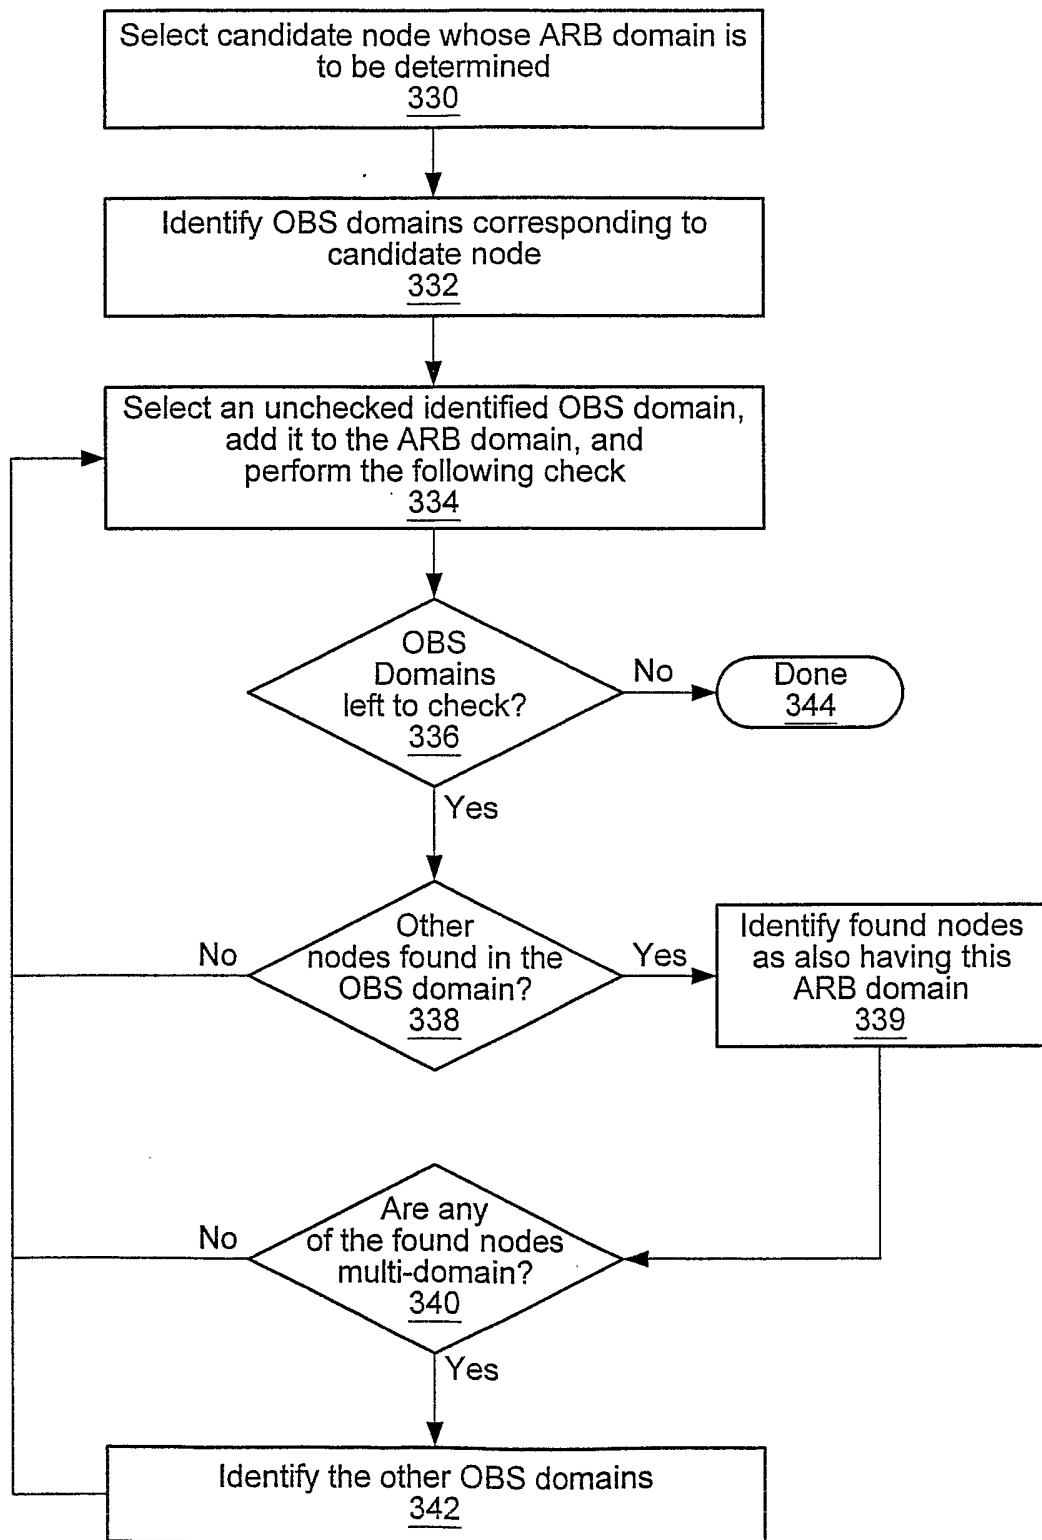 Select candidate node whose ARB domain is
to be determined
330
Identify OBS domains corresponding to
candidate node
332
Select an unchecked identified OBS domain,
add it to the ARB domain, and
perform the following check
334
OBS
Domains
left to check?
336
No
Done
344
Yes
Other
nodes found in the
OBS domain?
338
No
Yes
Identify found nodes
as also having this
ARB domain
339
Are any
of the found nodes
multi-domain?
340
No
Yes
Identify the other OBS domains
342